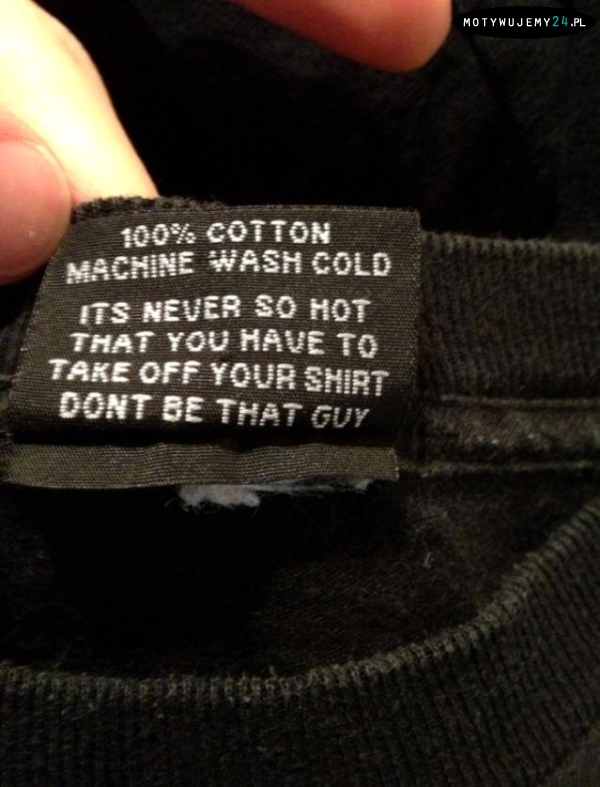 MOTYWUJEMY24.PL
100% COTTON
MACHINE WASH COLD
ITS NEVER SO HOT
THAT YOU HAVE TO
TAKE OFF YOUR SHIRT
DONT BE THAT GUY